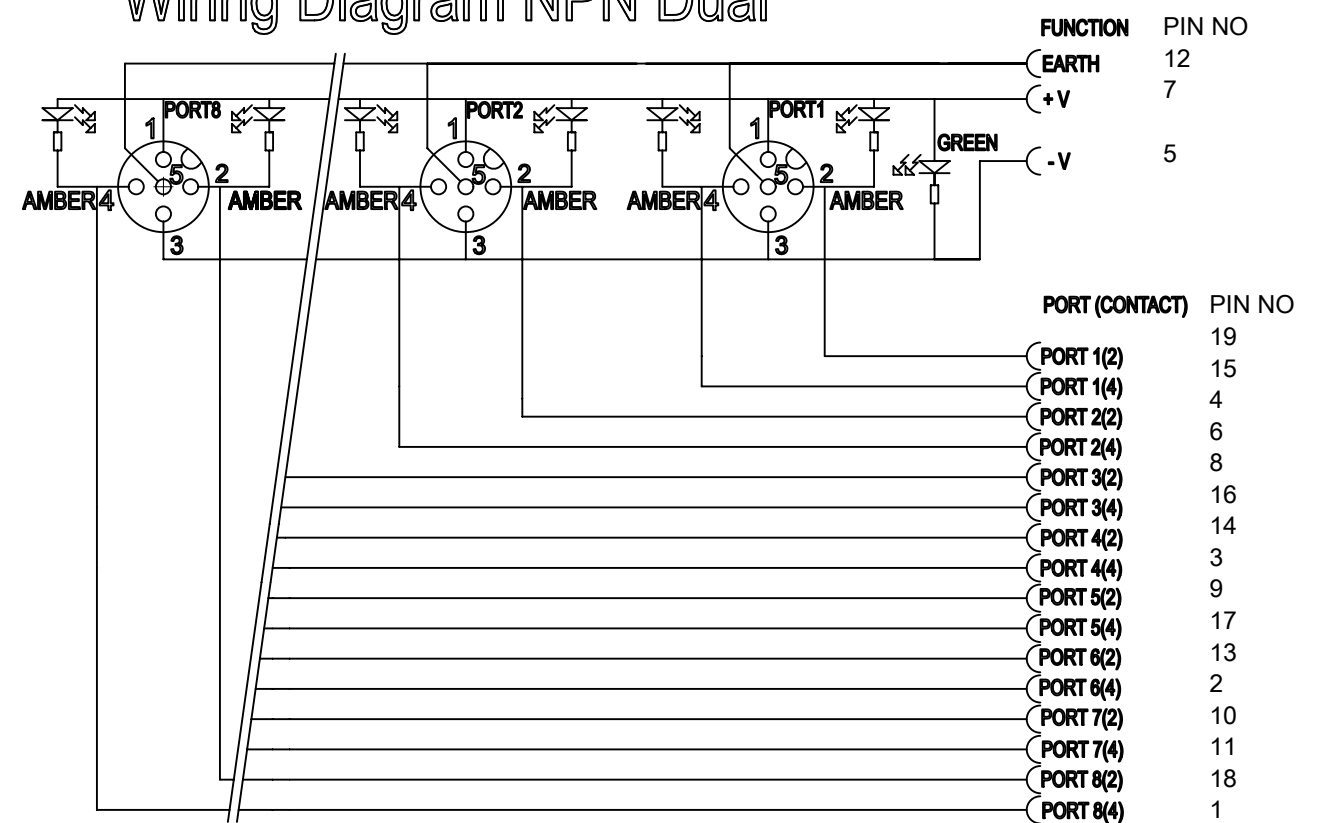 Wiring Diagram NPN Dual
FUNCTION PIN NO
EARTH 12
+ V 7
- V 5
PORT8 PORT2 PORT1
1 1 1
GREEN
5 2 5 2 5 2
AMBER 4 AMBER AMBER 4 AMBER AMBER 4 AMBER
3 3 3
PORT (CONTACT) PIN NO
PORT 1(2) 19
PORT 1(4) 15
PORT 2(2) 4
PORT 2(4) 6
PORT 3(2) 8
PORT 3(4) 16
PORT 4(2) 14
PORT 4(4) 3
PORT 5(2) 9
PORT 5(4) 17
PORT 6(2) 13
PORT 6(4) 2
PORT 7(2) 10
PORT 7(4) 11
PORT 8(2) 18
PORT 8(4) 1